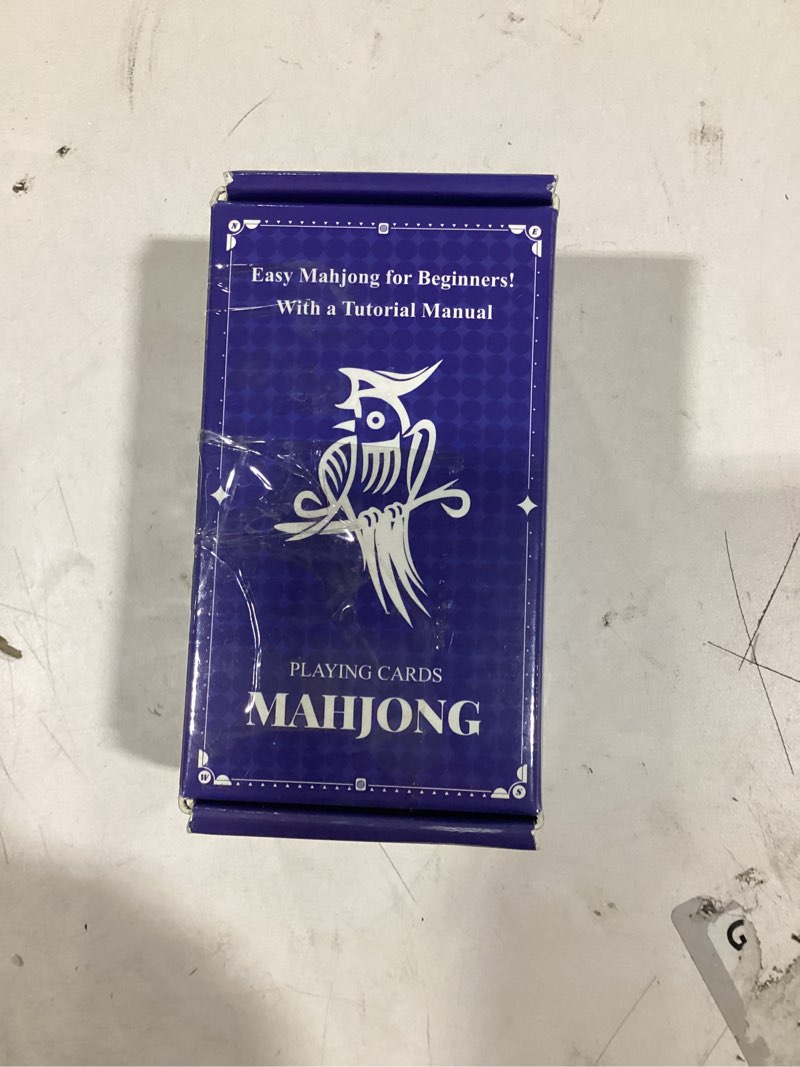 N E
Easy Mahjong for Beginners!
With a Tutorial Manual
PLAYING CARDS
MAHJONG
W S
G